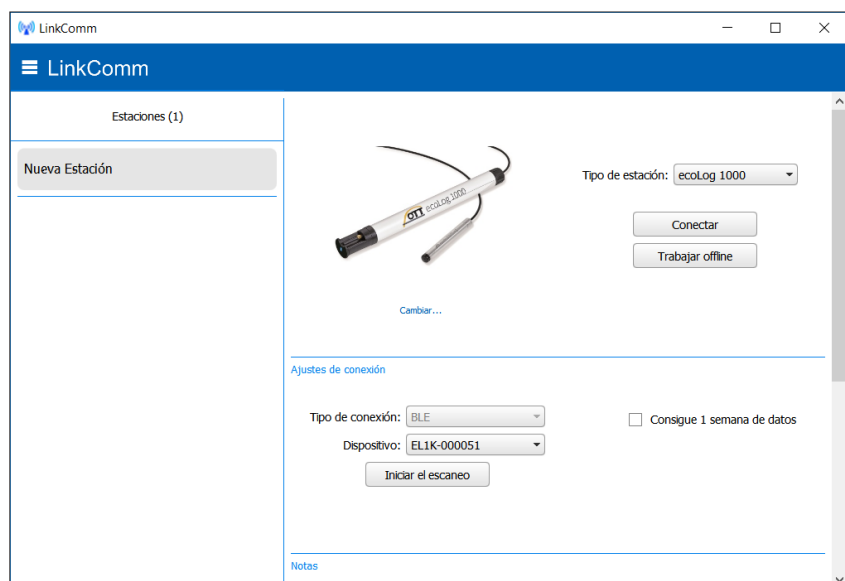 LinkComm
LinkComm
Estaciones (1)
Nueva Estación
OTT ecoLog 1000
Tipo de estación: ecoLog 1000
Conectar
Trabajar offline
Cambiar...
Ajustes de conexión
Tipo de conexión: BLE
Consigue 1 semana de datos
Dispositivo: EL1K-000051
Iniciar el escaneo
Notas